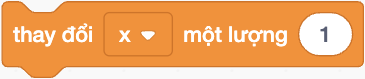 thay đổi x một lượng 1